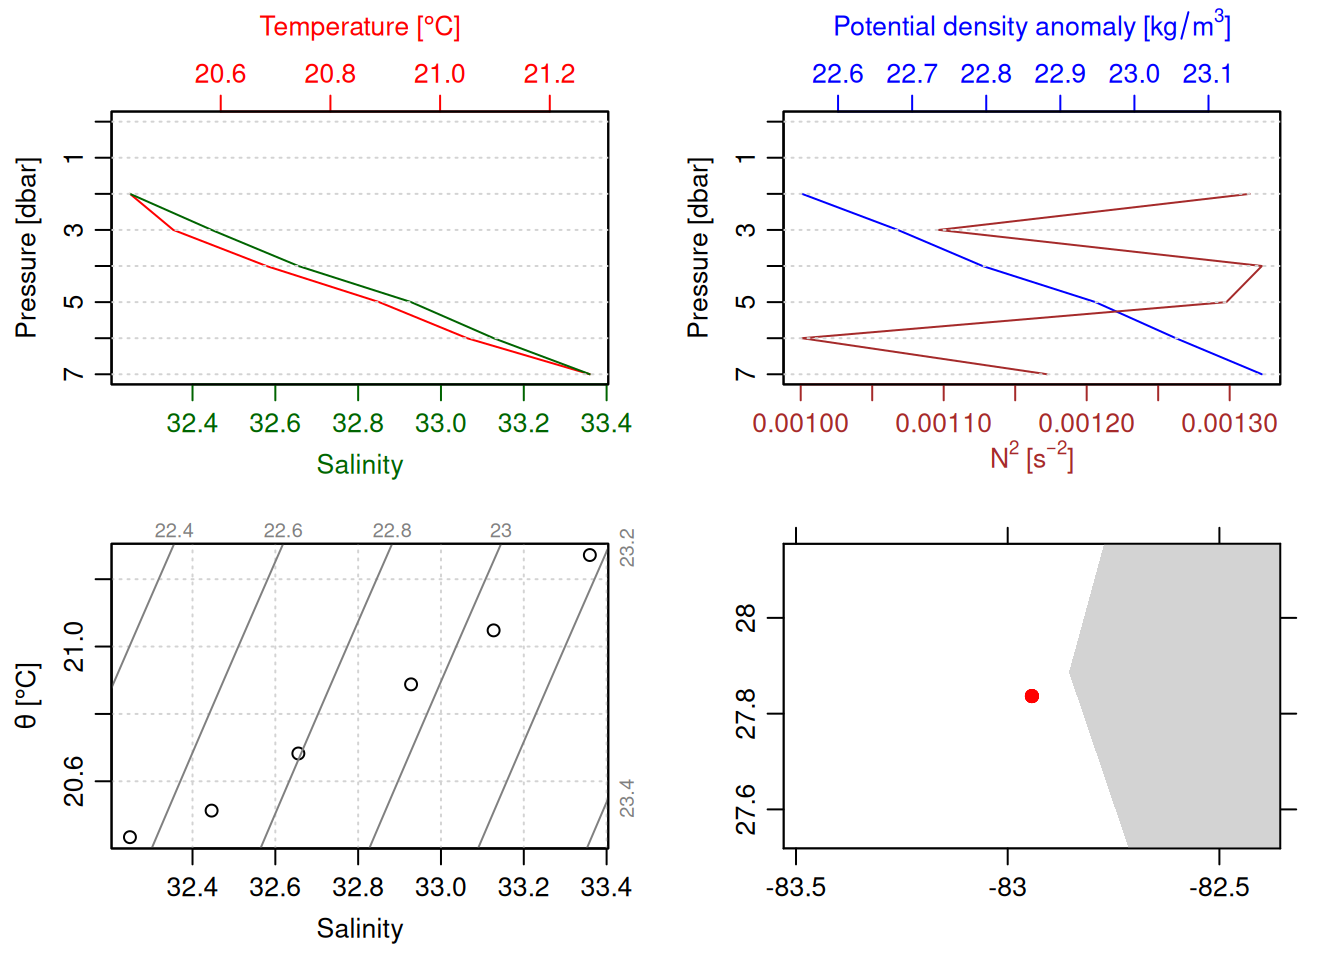 Temperature [°C]
20.6 20.8 21.0 21.2
Pressure [dbar]
1
3
5
7
32.4 32.6 32.8 33.0 33.2 33.4
Salinity
Potential density anomaly [kg/m³]
22.6 22.7 22.8 22.9 23.0 23.1
Pressure [dbar]
1
3
5
7
0.00100 0.00110 0.00120 0.00130
N² [s⁻²]
22.4 22.6 22.8 23
23.2
23.4
θ [°C]
21.0
20.6
32.4 32.6 32.8 33.0 33.2 33.4
Salinity
28
27.8
27.6
-83.5 -83 -82.5